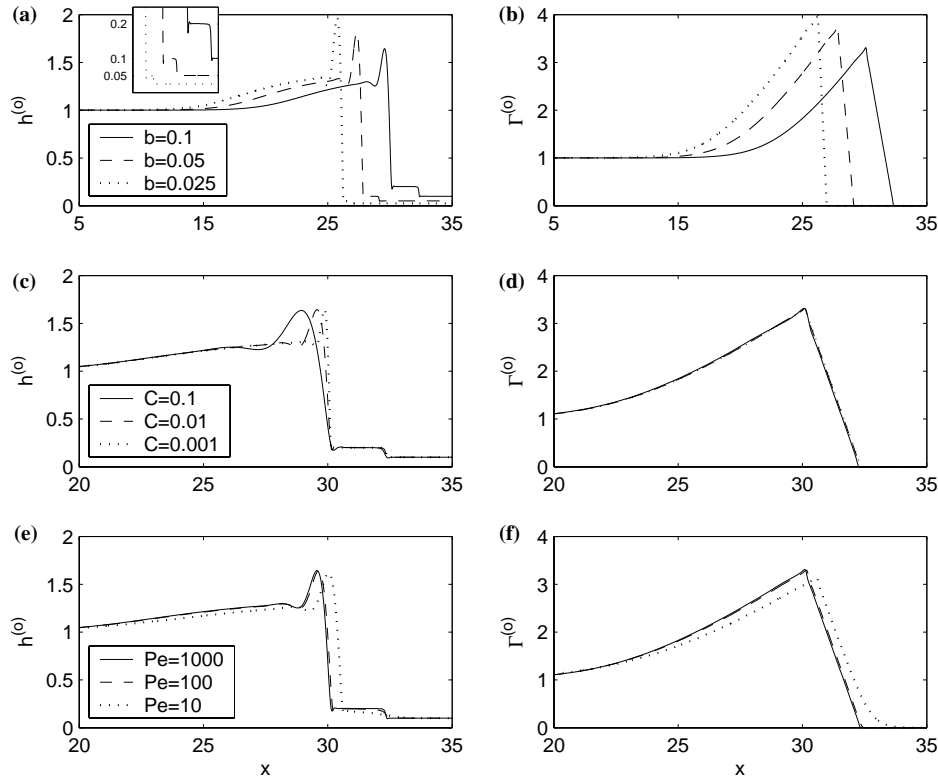 (a)
2
1.5
1
0.5
0
h(o)
0.2
0.1
0.05
b=0.1
b=0.05
b=0.025
5 15 25 35
(b)
4
3
2
1
0
Γ(o)
5 15 25 35
(c)
2
1.5
1
0.5
0
h(o)
C=0.1
C=0.01
C=0.001
20 25 30 35
(d)
4
3
2
1
0
Γ(o)
20 25 30 35
(e)
2
1.5
1
0.5
0
h(o)
Pe=1000
Pe=100
Pe=10
20 25 30 35
x
(f)
4
3
2
1
0
Γ(o)
20 25 30 35
x